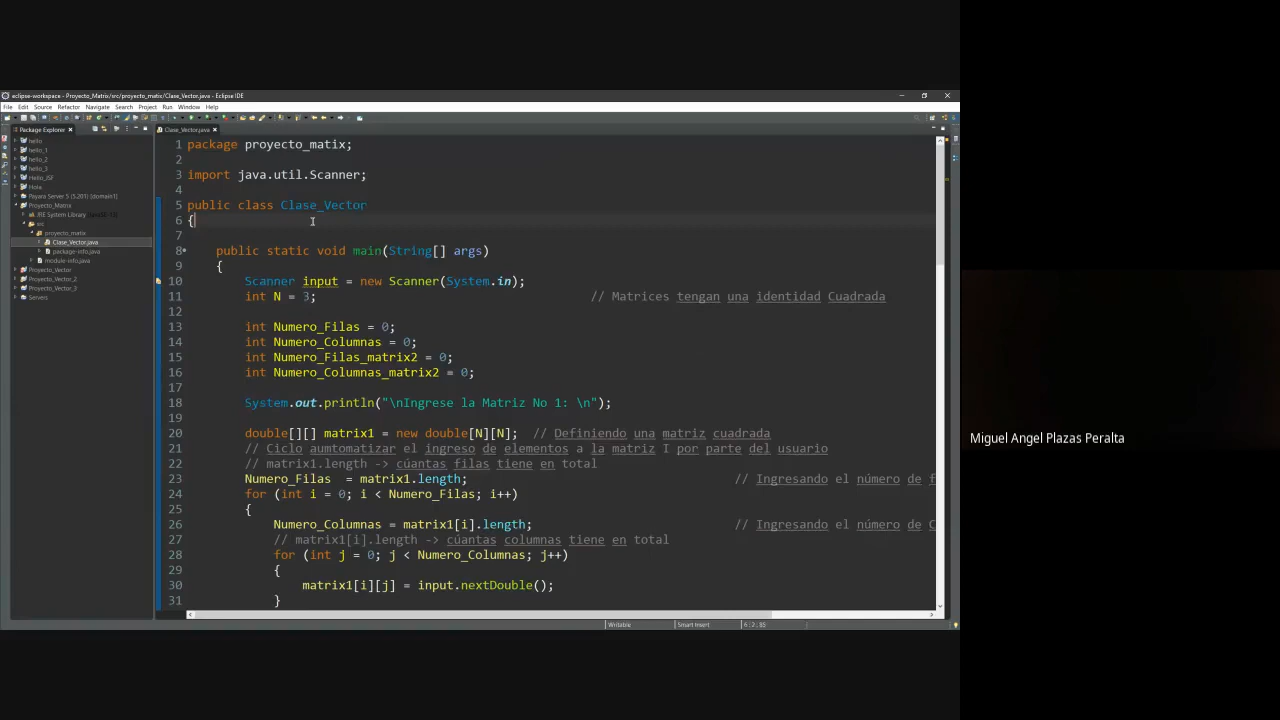 eclipse-workspace - Proyecto_Matrix/src/proyecto_matix/Clase_Vector.java - Eclipse IDE
File Edit Source Refactor Navigate Search Project Run Window Help
Package Explorer
Clase_Vector.java
hello
hello_1
hello_2
hello_3
Hello_JSF
Hola
Payara Server 5 (5.201) [domain1]
Proyecto_Matrix
JRE System Library
src
proyecto_matix
Clase_Vector.java
package-info.java
module-info.java
Proyecto_Vector
Proyecto_Vector_2
Proyecto_Vector_3
Servers
1 package proyecto_matix;
2
3 import java.util.Scanner;
4
5 public class Clase_Vector
6 {
7
8 public static void main(String[] args)
9 {
10 Scanner input = new Scanner(System.in);
11 int N = 3; // Matrices tengan una identidad Cuadrada
12
13 int Numero_Filas = 0;
14 int Numero_Columnas = 0;
15 int Numero_Filas_matrix2 = 0;
16 int Numero_Columnas_matrix2 = 0;
17
18 System.out.println("\nIngrese la Matriz No 1: \n");
19
20 double[][] matrix1 = new double[N][N]; // Definiendo una matriz cuadrada
21 // Ciclo aumtomatizar el ingreso de elementos a la matriz I por parte del usuario
22 // matrix1.length -> cúantas filas tiene en total
23 Numero_Filas = matrix1.length; // Ingresando el número de f
24 for (int i = 0; i < Numero_Filas; i++)
25 {
26 Numero_Columnas = matrix1[i].length; // Ingresando el número de C
27 // matrix1[i].length -> cúantas columnas tiene en total
28 for (int j = 0; j < Numero_Columnas; j++)
29 {
30 matrix1[i][j] = input.nextDouble();
31 }
Writable Smart Insert 6 : 2 : 85
Miguel Angel Plazas Peralta